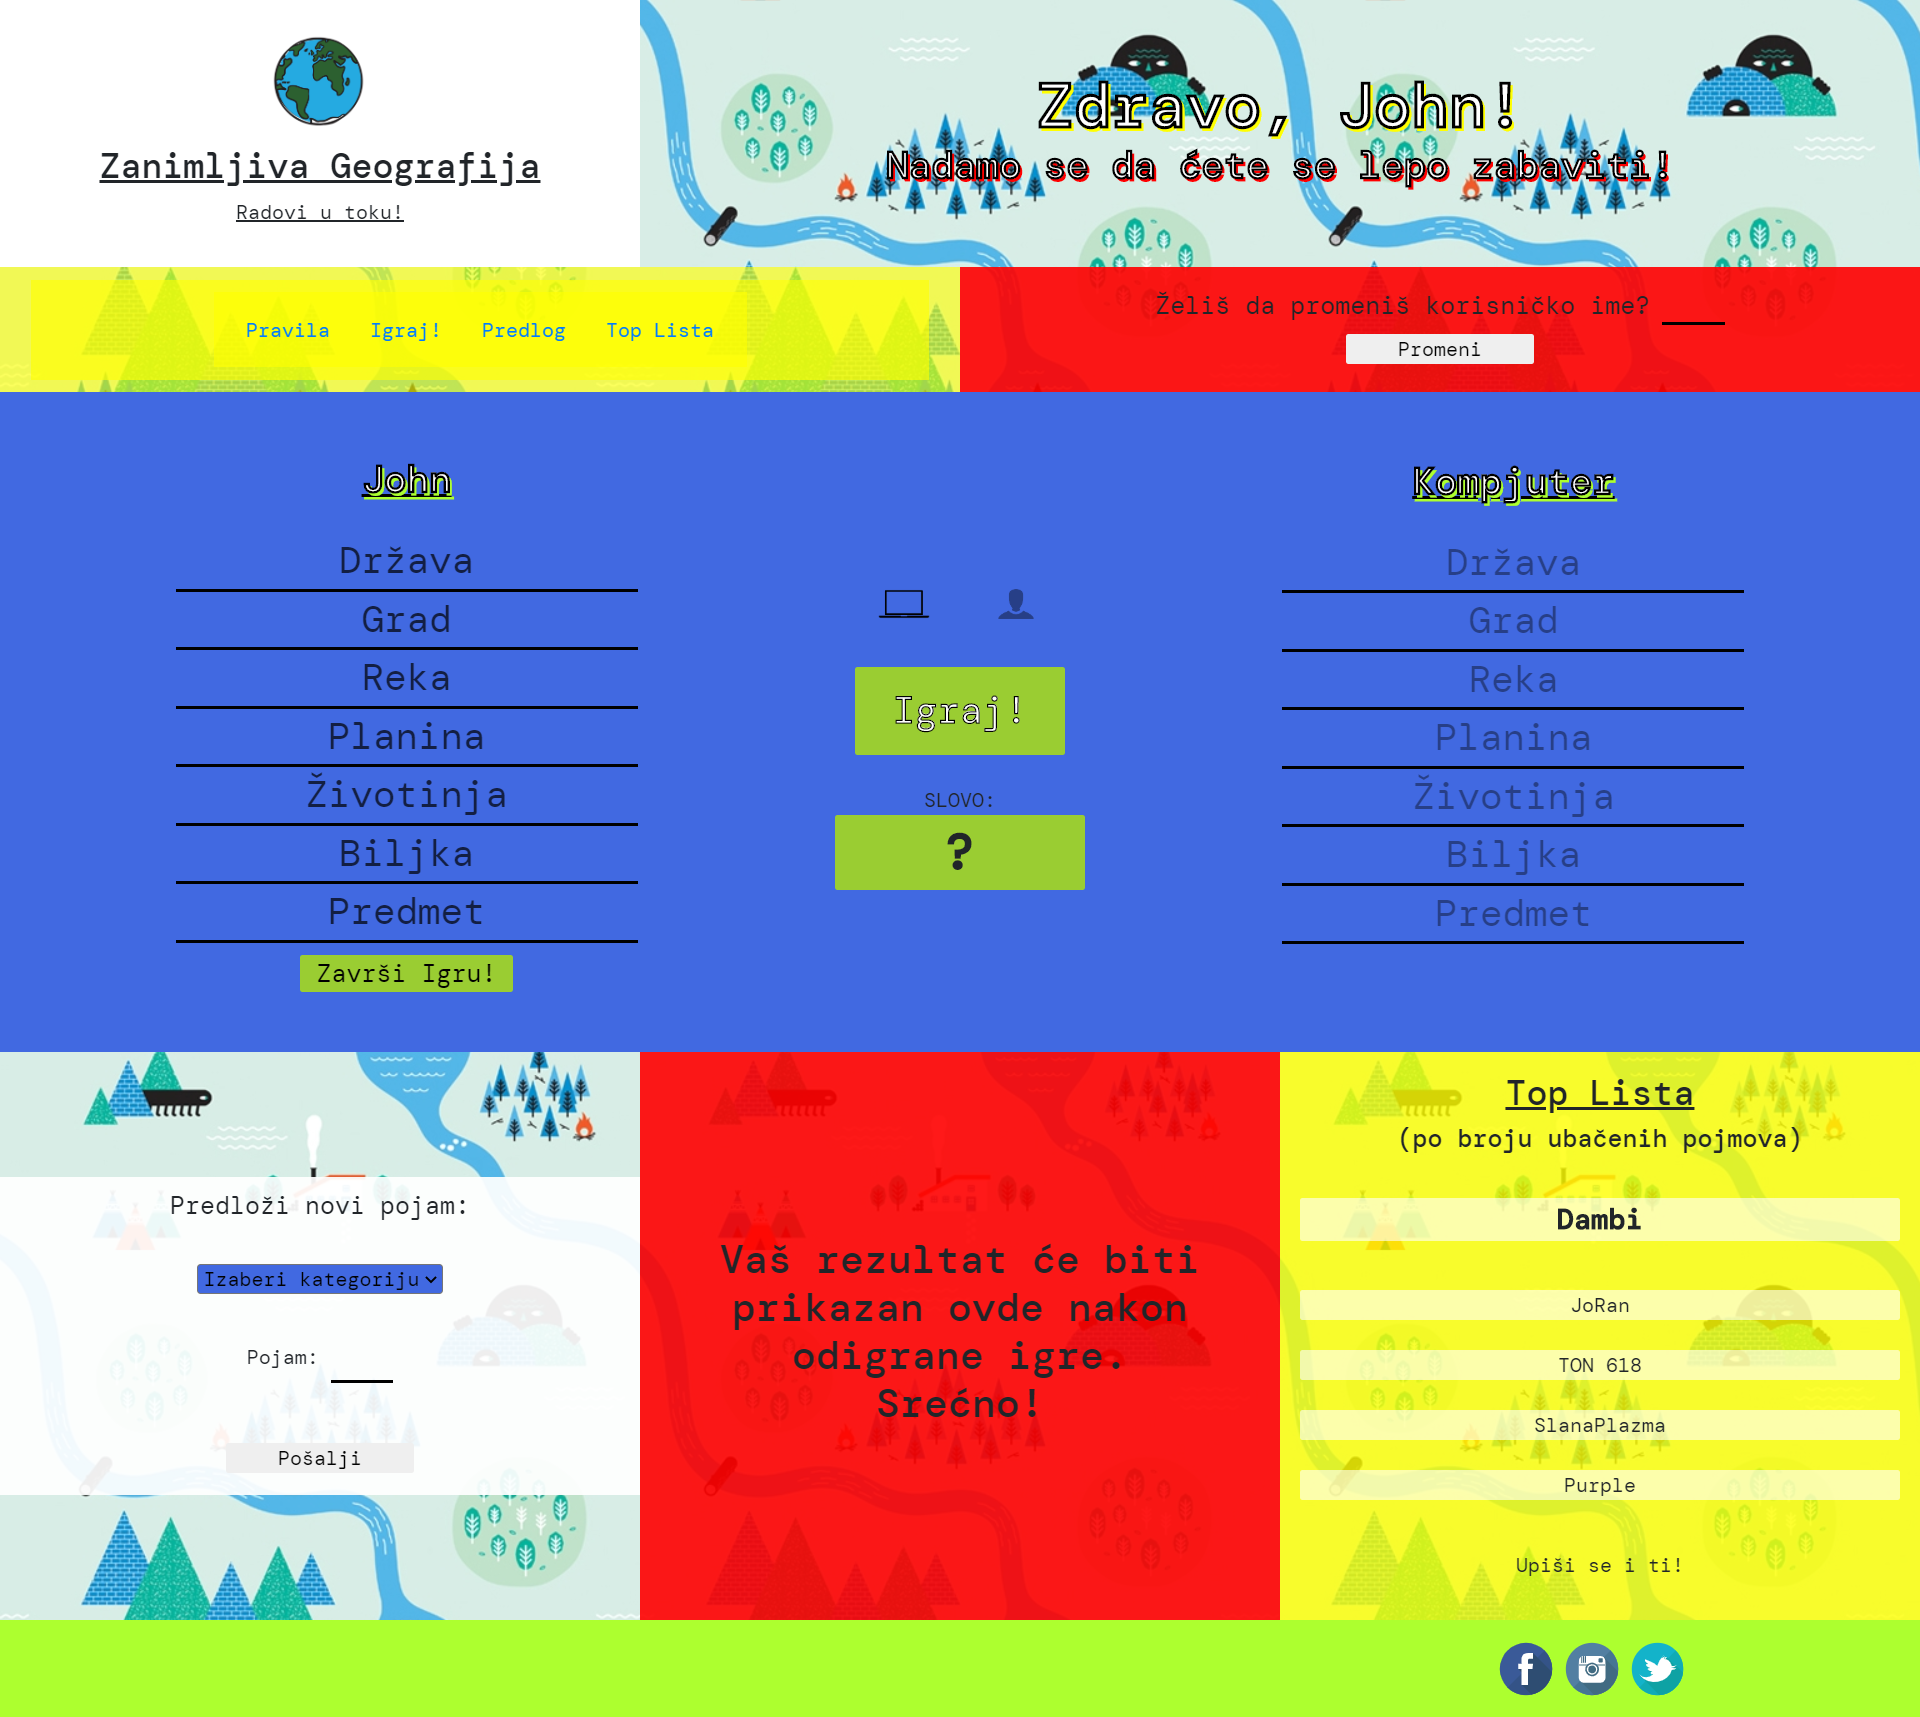 Zanimljiva Geografija
Radovi u toku!
Zdravo, John!
Nadamo se da ćete se lepo zabaviti!
Pravila Igraj! Predlog Top Lista
Želiš da promeniš korisničko ime?
Promeni
John
Država
Grad
Reka
Planina
Životinja
Biljka
Predmet
Završi Igru!
Igraj!
SLOVO:
?
Kompjuter
Država
Grad
Reka
Planina
Životinja
Biljka
Predmet
Predloži novi pojam:
Izaberi kategoriju
Pojam:
Pošalji
Vaš rezultat će biti
prikazan ovde nakon
odigrane igre.
Srećno!
Top Lista
(po broju ubačenih pojmova)
Dambi
JoRan
TON 618
SlanaPlazma
Purple
Upiši se i ti!